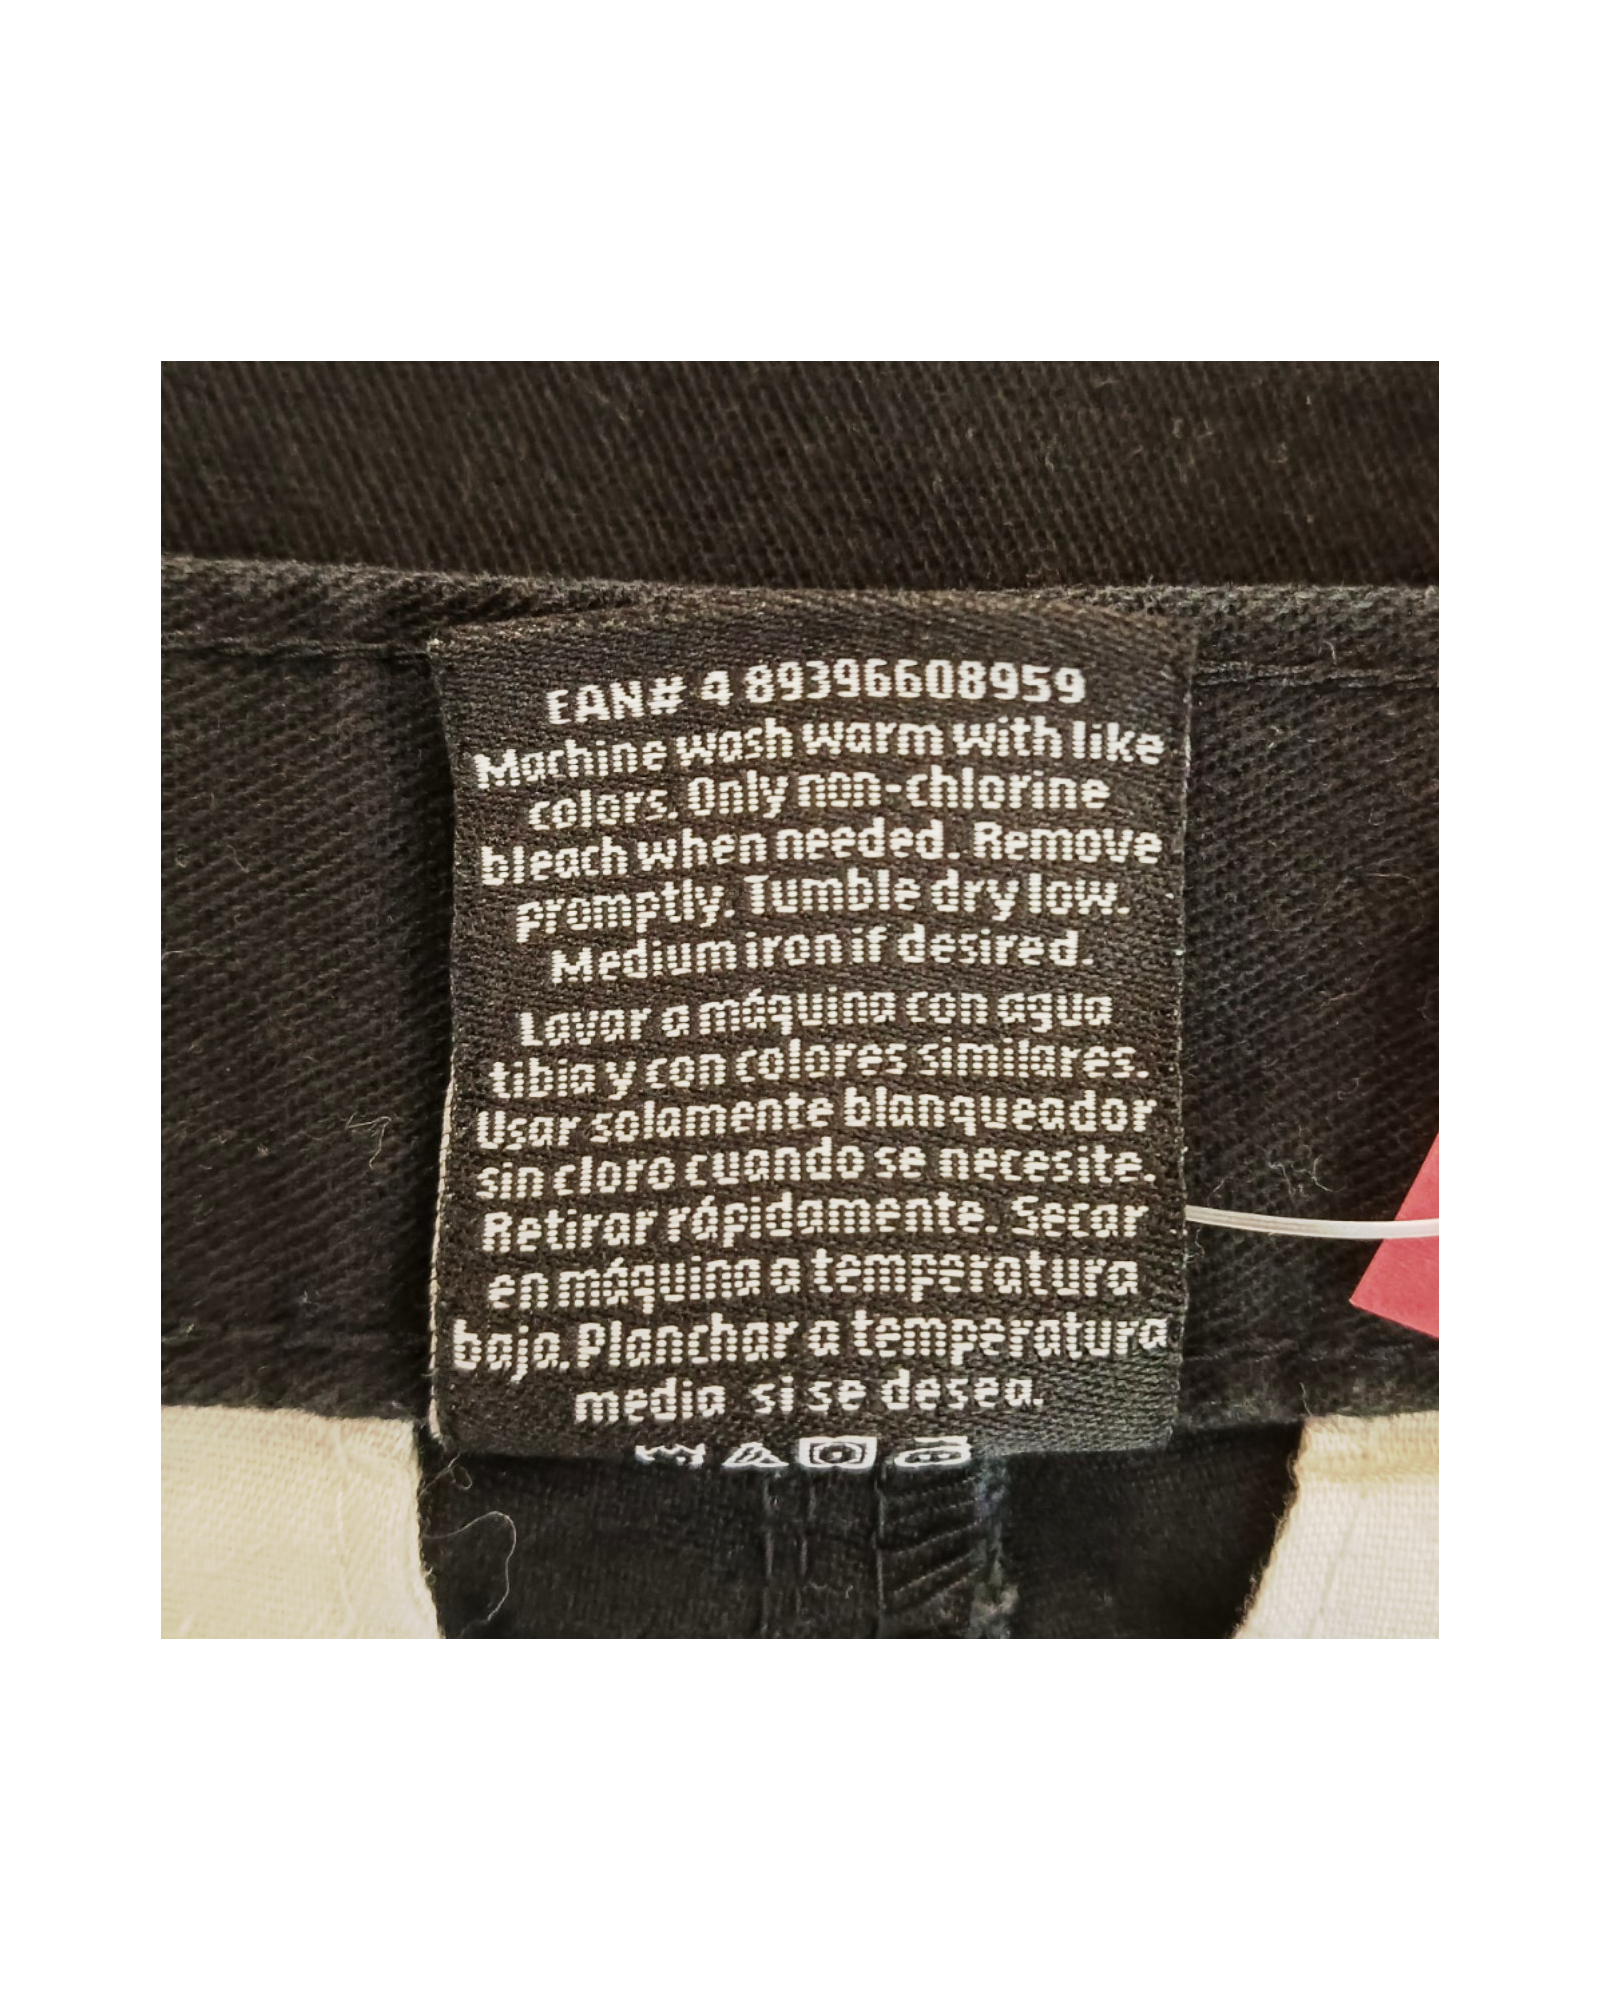 EAN# 4 89396608959
Machine wash warm with like
colors. Only non-chlorine
bleach when needed. Remove
promptly. Tumble dry low.
Medium iron if desired.
Lavar a máquina con agua
tibia y con colores similares.
Usar solamente blanqueador
sin cloro cuando se necesite.
Retirar rápidamente. Secar
en máquina a temperatura
baja. Planchar a temperatura
media si se desea.